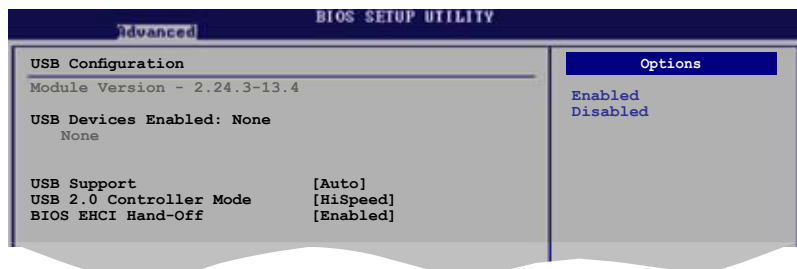 BIOS SETUP UTILITY
Advanced
USB Configuration
Module Version - 2.24.3-13.4
USB Devices Enabled: None
None
USB Support [Auto]
USB 2.0 Controller Mode [HiSpeed]
BIOS EHCI Hand-Off [Enabled]
Options
Enabled
Disabled